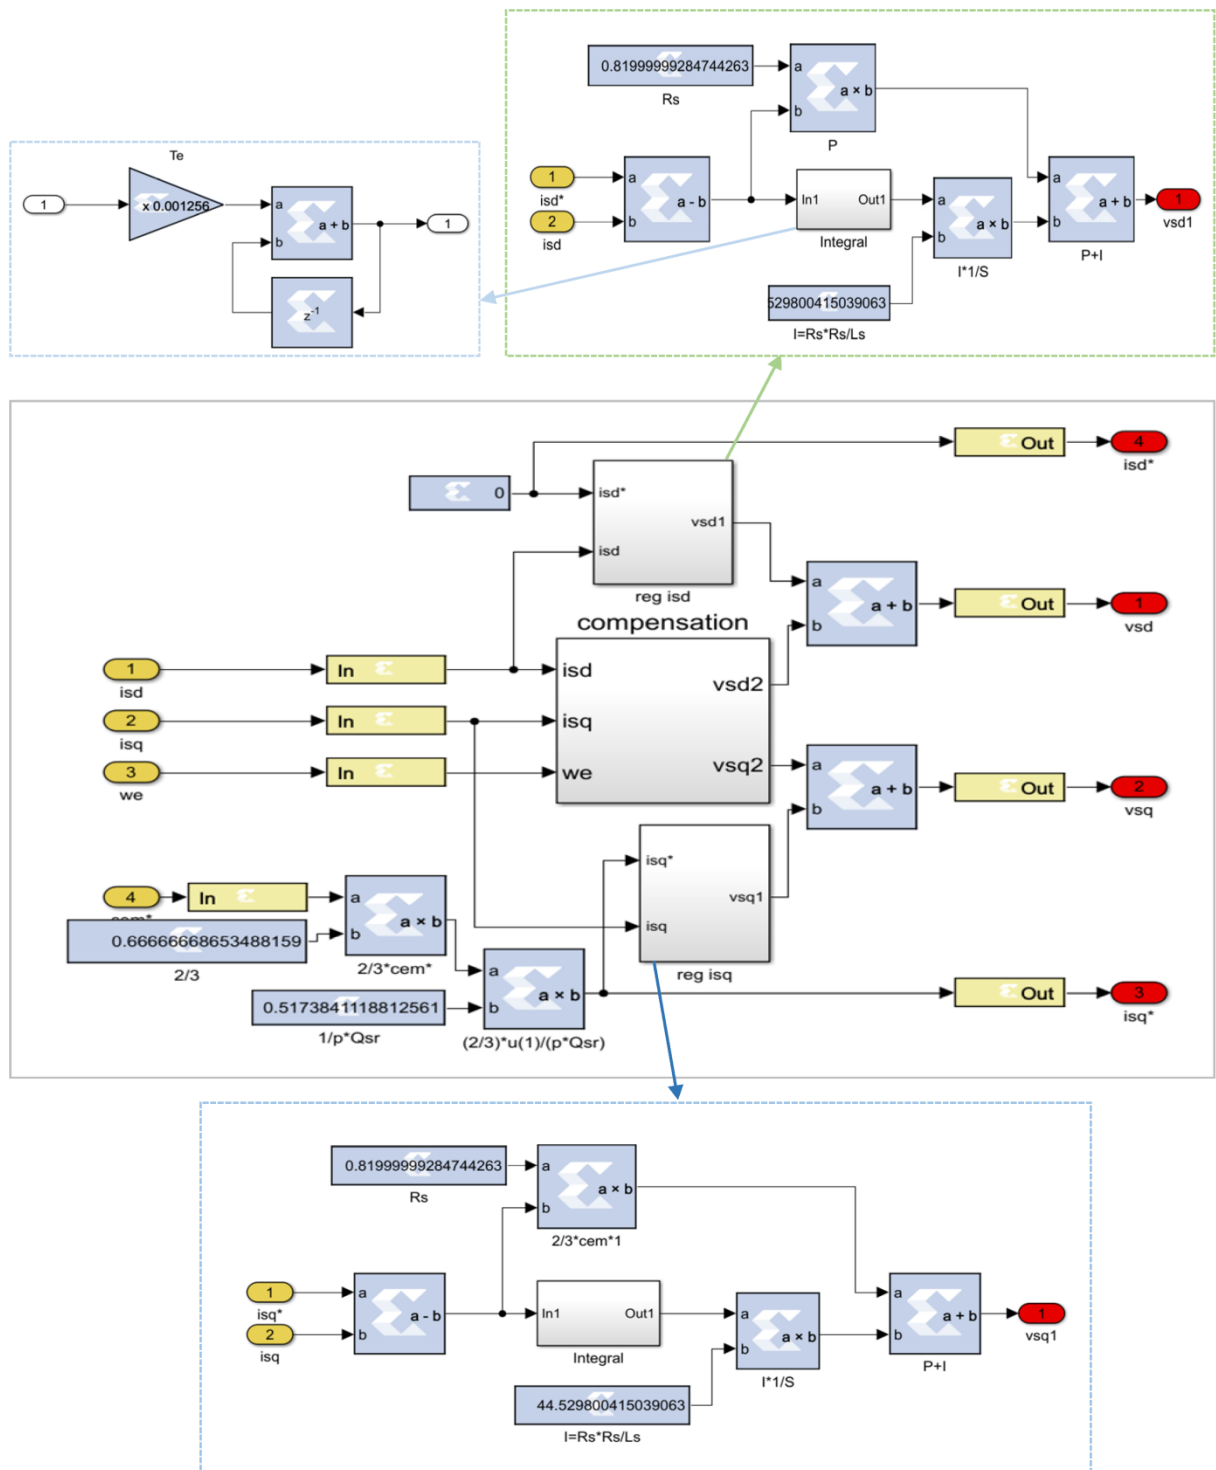 0.81999999284744263
Rs
a
b
a × b
P
Te
1
x 0.001256
a
b
a + b
1
z⁻¹
1
isd*
2
isd
a
b
a - b
In1
Out1
Integral
a
b
a × b
I*1/S
529800415039063
I=Rs*Rs/Ls
a
b
a + b
P+I
1
vsd1
Out
4
isd*
0
isd*
isd
vsd1
reg isd
a
b
a + b
Out
1
vsd
compensation
1
isd
In
2
isq
In
3
we
In
isd
isq
we
vsd2
vsq2
a
b
a + b
Out
2
vsq
isq*
isq
vsq1
reg isq
4
In
0.66666668653488159
2/3
a
b
a × b
2/3*cem*
0.5173841118812561
1/p*Qsr
a
b
a × b
(2/3)*u(1)/(p*Qsr)
Out
3
isq*
0.81999999284744263
Rs
a
b
a × b
2/3*cem*1
1
isq*
2
isq
a
b
a - b
In1
Out1
Integral
a
b
a × b
I*1/S
44.529800415039063
I=Rs*Rs/Ls
a
b
a + b
P+I
1
vsq1